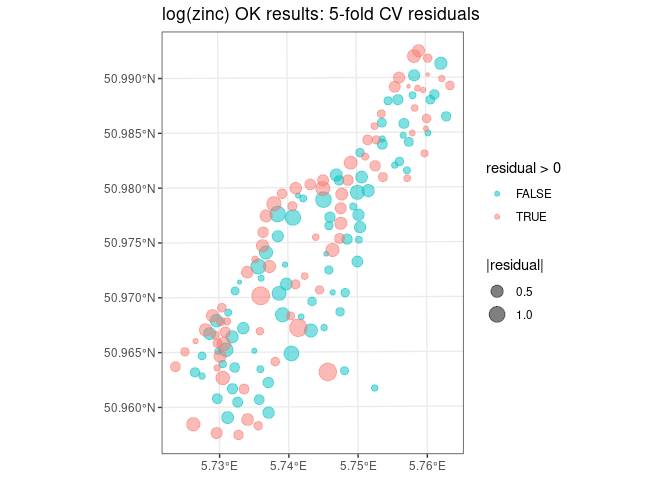 log(zinc) OK results: 5-fold CV residuals
50.990°N
50.985°N
50.980°N
50.975°N
50.970°N
50.965°N
50.960°N
5.73°E
5.74°E
5.75°E
5.76°E
residual > 0
FALSE
TRUE
|residual|
0.5
1.0